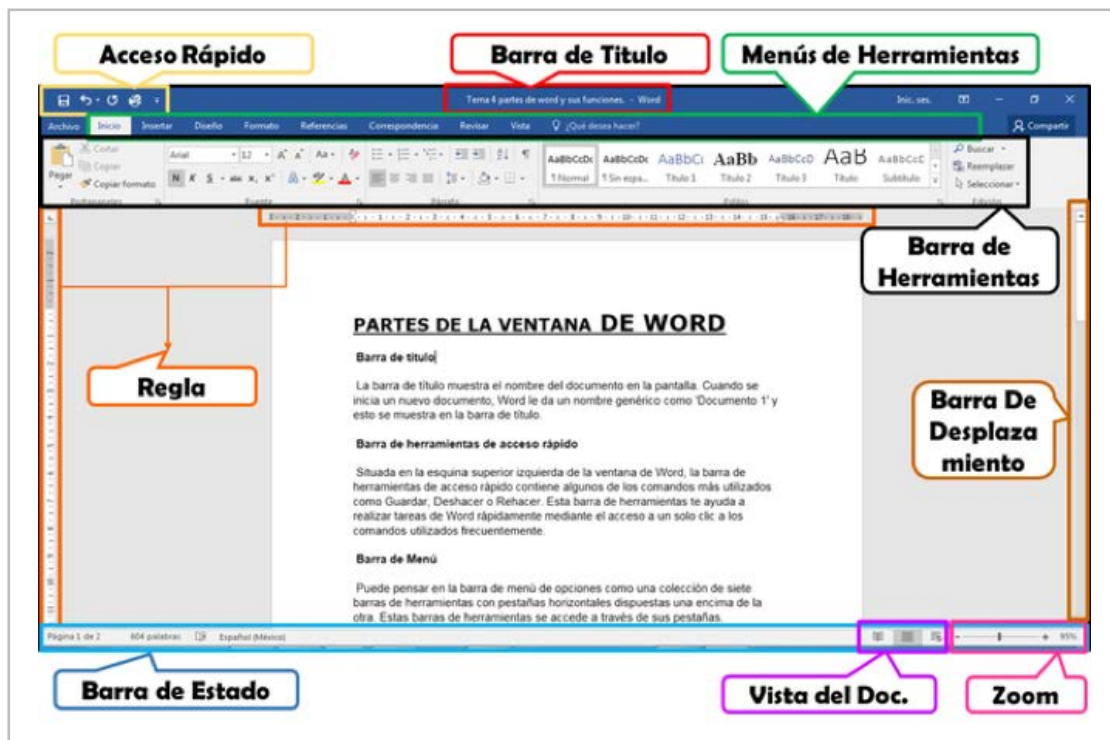 Acceso Rápido
Barra de Titulo
Menús de Herramientas
Tema 4 partes de word y sus funciones. - Word
Inic. ses.
Archivo Inicio Insertar Diseño Formato Referencias Correspondencia Revisar Vista ¿Qué desea hacer? Compartir
Cortar
Copiar
Copiar formato
Pegar
Portapapeles
Arial 12
N K S abc x, x²
Fuente
Párrafo
AaBbCcDc AaBbCcDc AaBbCc AaBb AaBbCcD AaB AaBbCcD
¶ Normal ¶ Sin espa... Título 1 Título 2 Título 3 Título Subtítulo
Estilos
Buscar
Reemplazar
Seleccionar
Edición
Barra de
Herramientas
Regla
Barra De
Desplaza
miento
PARTES DE LA VENTANA DE WORD
Barra de título
La barra de título muestra el nombre del documento en la pantalla. Cuando se
inicia un nuevo documento, Word le da un nombre genérico como 'Documento 1' y
esto se muestra en la barra de título.
Barra de herramientas de acceso rápido
Situada en la esquina superior izquierda de la ventana de Word, la barra de
herramientas de acceso rápido contiene algunos de los comandos más utilizados
como Guardar, Deshacer o Rehacer. Esta barra de herramientas te ayuda a
realizar tareas de Word rápidamente mediante el acceso a un solo clic a los
comandos utilizados frecuentemente.
Barra de Menú
Puede pensar en la barra de menú de opciones como una colección de siete
barras de herramientas con pestañas horizontales dispuestas una encima de la
otra. Estas barras de herramientas se accede a través de sus pestañas.
Página 1 de 2 604 palabras Español (México) 95%
Barra de Estado
Vista del Doc.
Zoom